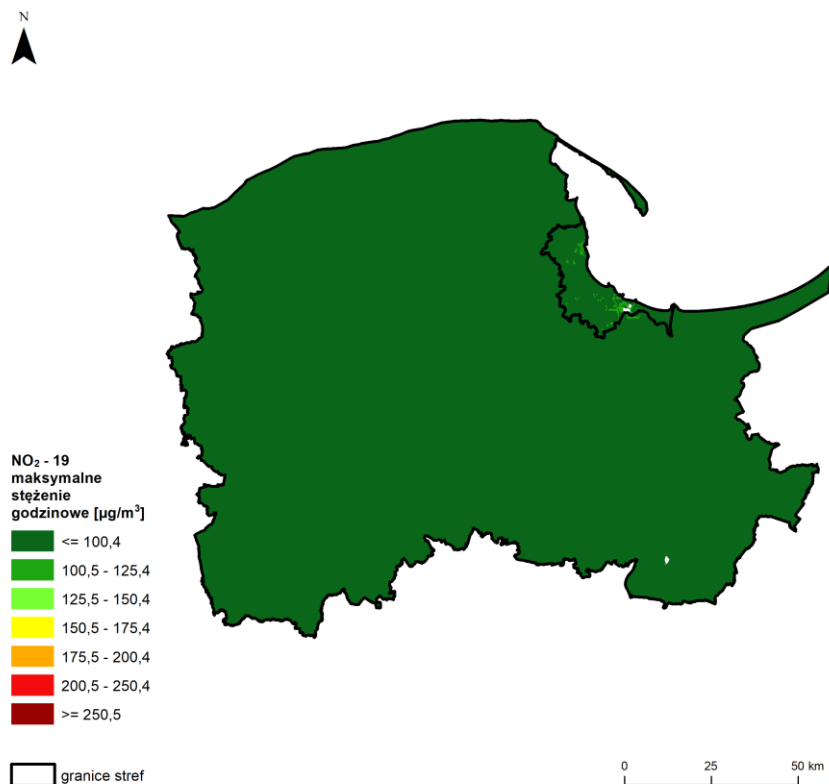 N
NO₂ - 19
maksymalne
stężenie
godzinowe [µg/m³]
<= 100,4
100,5 - 125,4
125,5 - 150,4
150,5 - 175,4
175,5 - 200,4
200,5 - 250,4
>= 250,5
granice stref
0 25 50 km